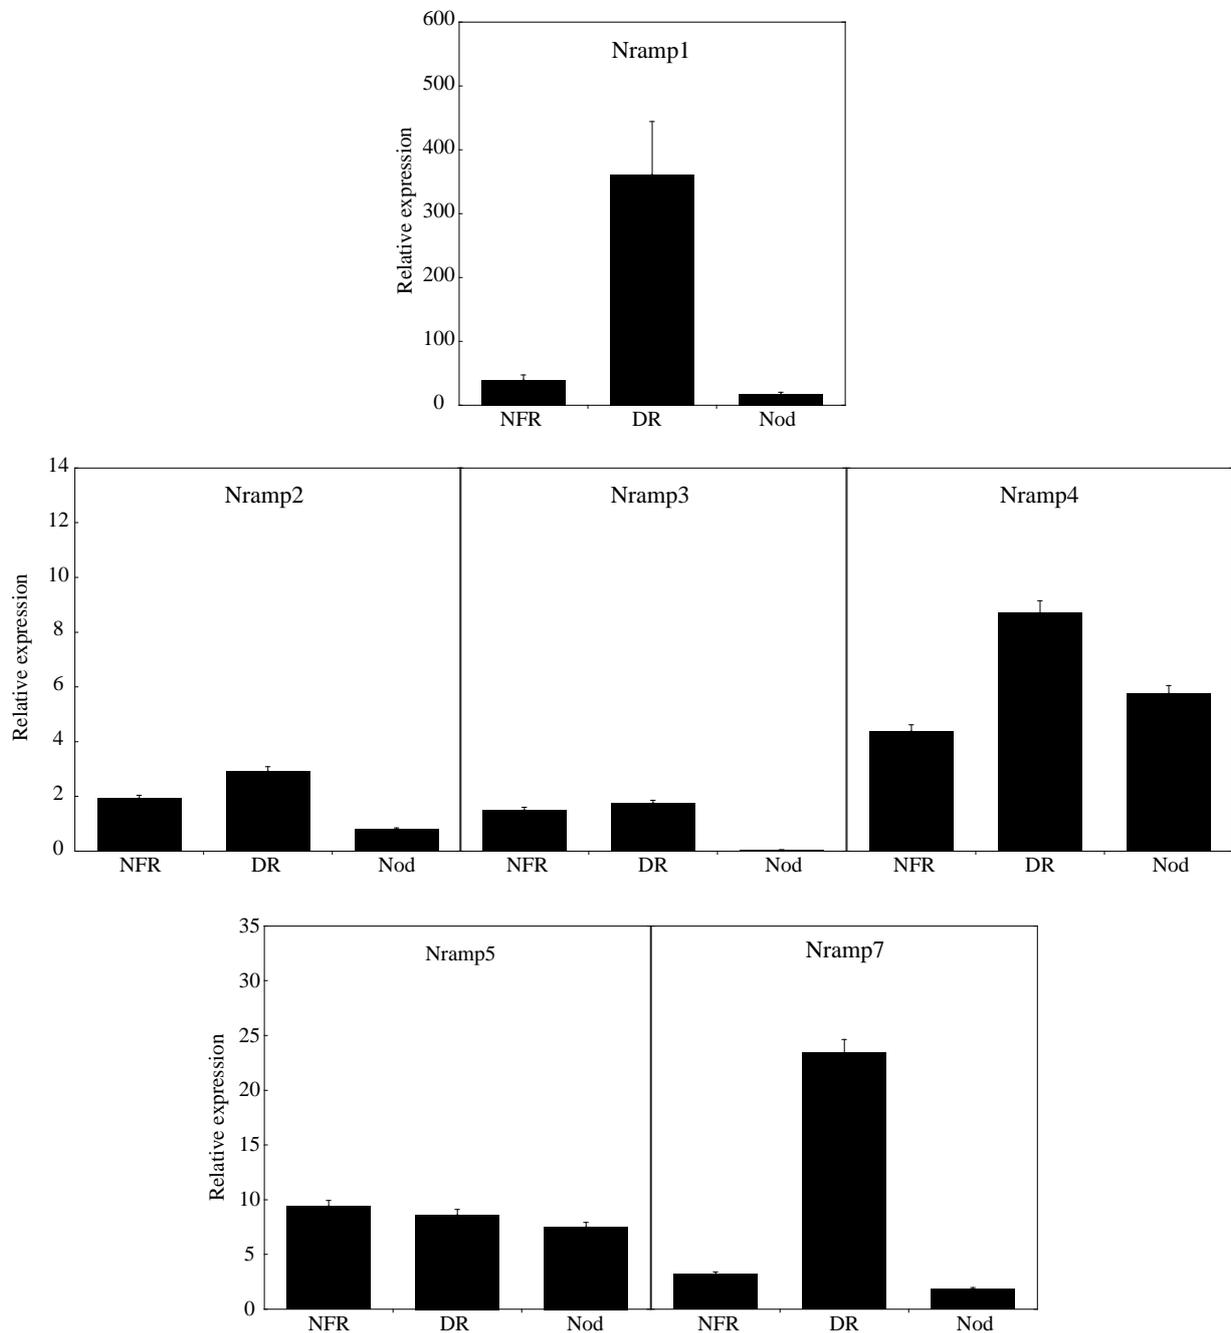 Nramp1
Relative expression
600
500
400
300
200
100
0
NFR DR Nod
Nramp2 Nramp3 Nramp4
Relative expression
14
12
10
8
6
4
2
0
NFR DR Nod NFR DR Nod NFR DR Nod
Nramp5 Nramp7
Relative expression
35
30
25
20
15
10
5
0
NFR DR Nod NFR DR Nod